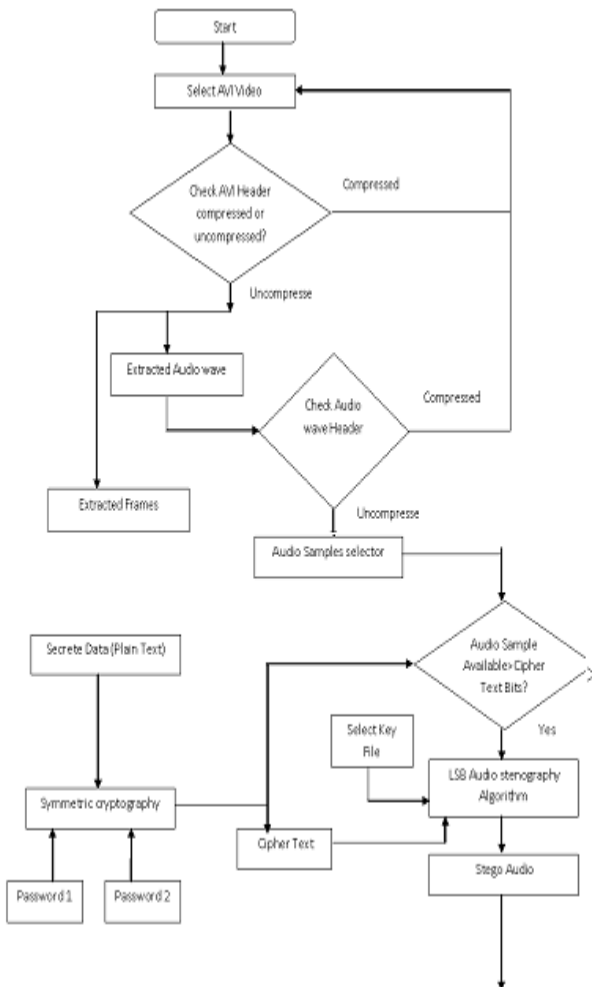 Start
Select AVI Video
Check AVI Header
compressed or
uncompressed?
Compressed
Uncompresse
Extracted Audio wave
Check Audio
wave Header
Compressed
Extracted Frames
Uncompresse
Audio Samples selector
Secrete Data (Plain Text)
Audio Sample
Available>Cipher
Text Bits?
Select Key
File
Yes
LSB Audio stenography
Algorithm
Symmetric cryptography
Cipher Text
Stego Audio
Password 1
Password 2